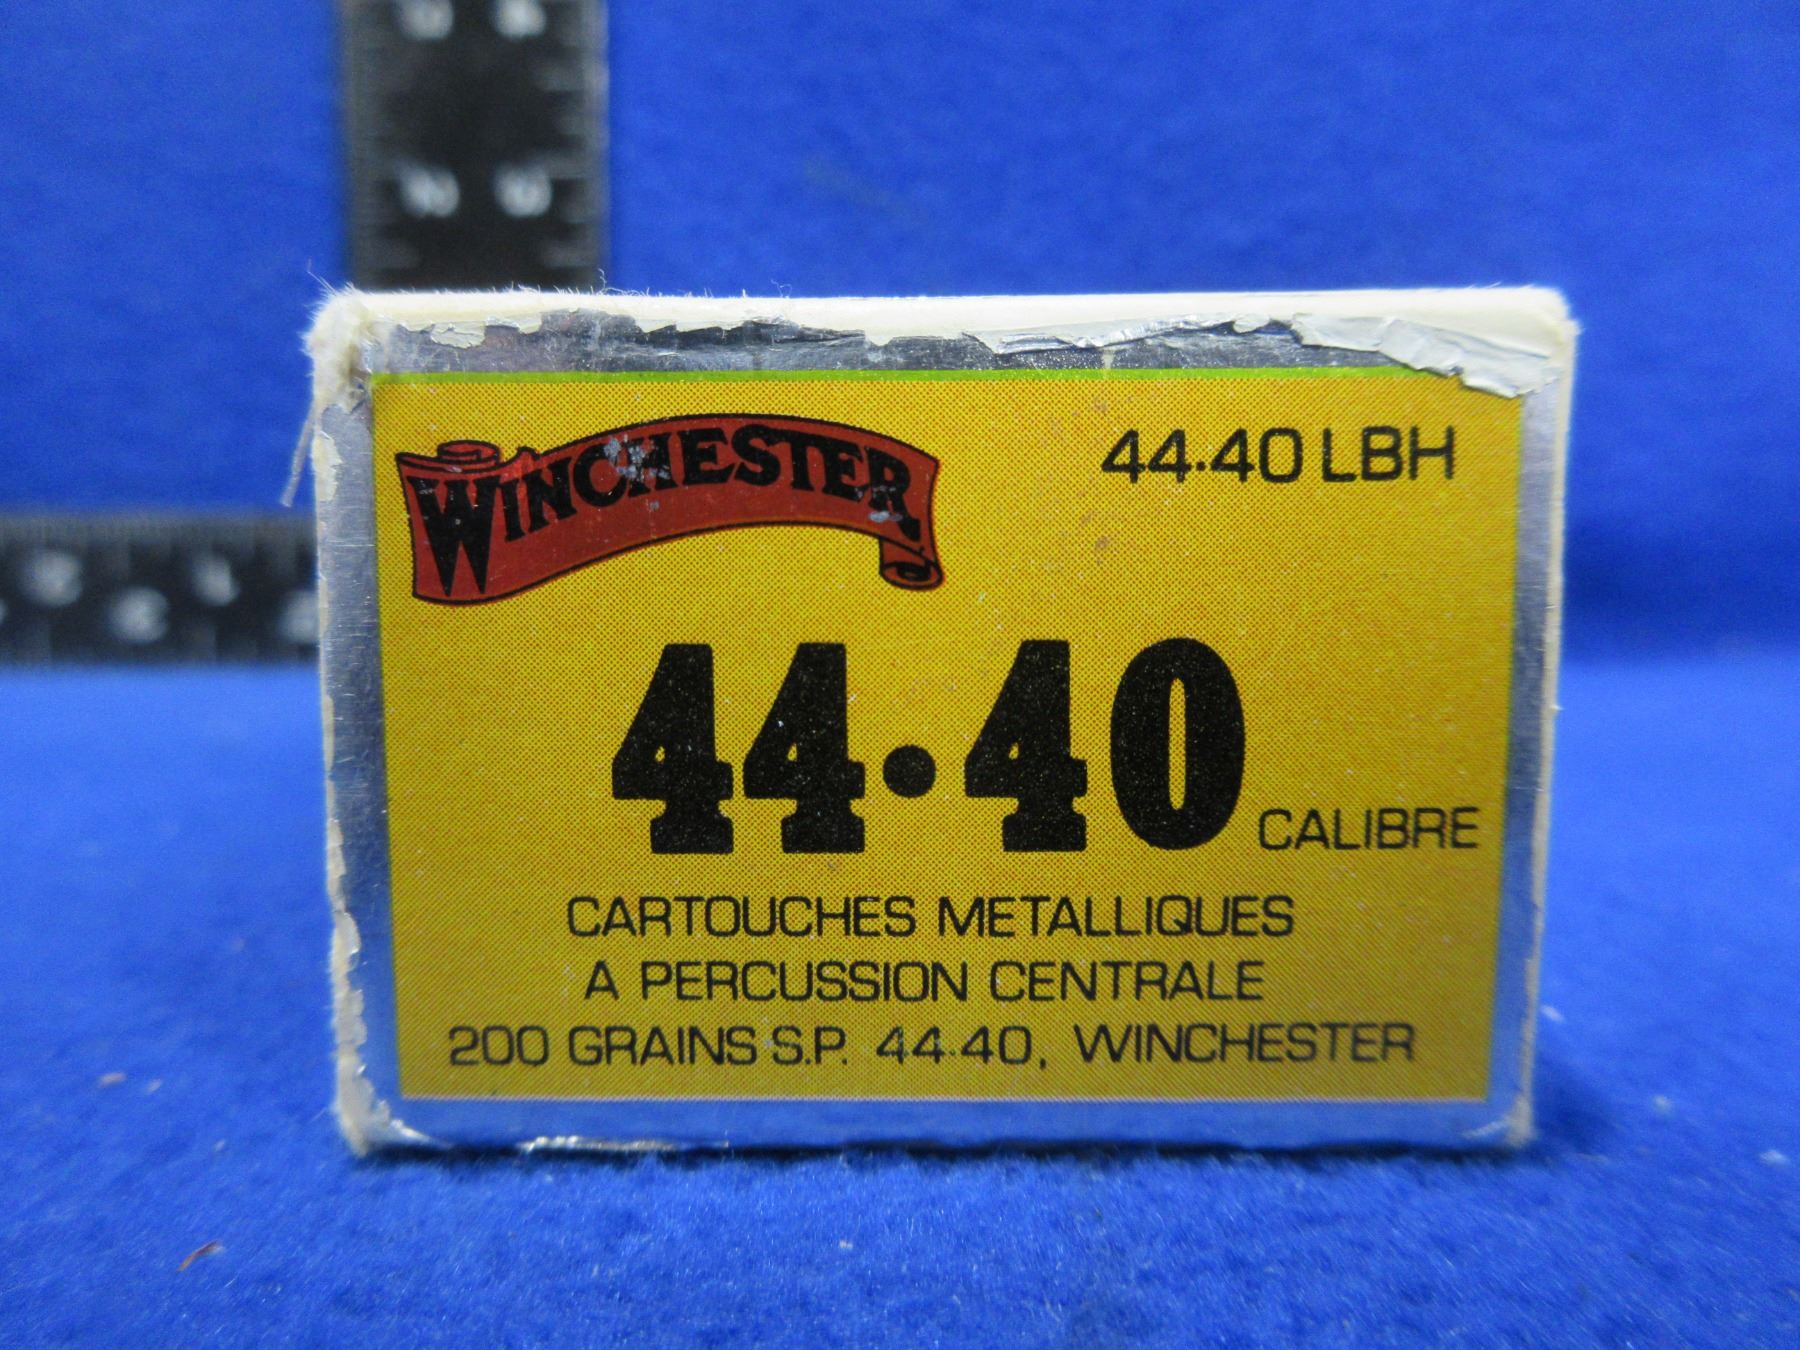 WINCHESTER
44·40 LBH
44·40 CALIBRE
CARTOUCHES METALLIQUES
A PERCUSSION CENTRALE
200 GRAINS S.P. 44·40, WINCHESTER